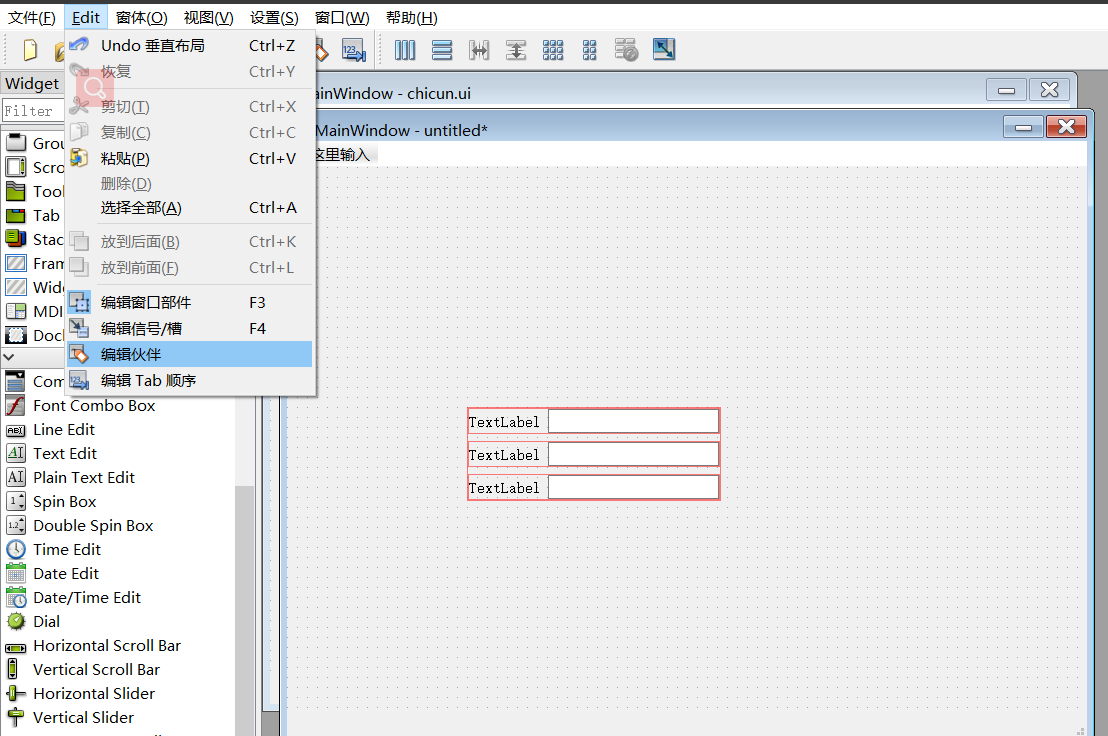 文件(F) Edit 窗体(O) 视图(V) 设置(S) 窗口(W) 帮助(H)
Undo 垂直布局 Ctrl+Z
恢复 Ctrl+Y
剪切(T) Ctrl+X
复制(C) Ctrl+C
粘贴(P) Ctrl+V
删除(D)
选择全部(A) Ctrl+A
放到后面(B) Ctrl+K
放到前面(F) Ctrl+L
编辑窗口部件 F3
编辑信号/槽 F4
编辑伙伴
编辑 Tab 顺序
Widget
Filter
Grou
Scro
Tool
Tab
Stac
Fram
Widg
MDI
Dock
Com
Font Combo Box
Line Edit
Text Edit
Plain Text Edit
Spin Box
Double Spin Box
Time Edit
Date Edit
Date/Time Edit
Dial
Horizontal Scroll Bar
Vertical Scroll Bar
Horizontal Slider
Vertical Slider
ainWindow - chicun.ui
MainWindow - untitled*
这里输入
TextLabel
TextLabel
TextLabel